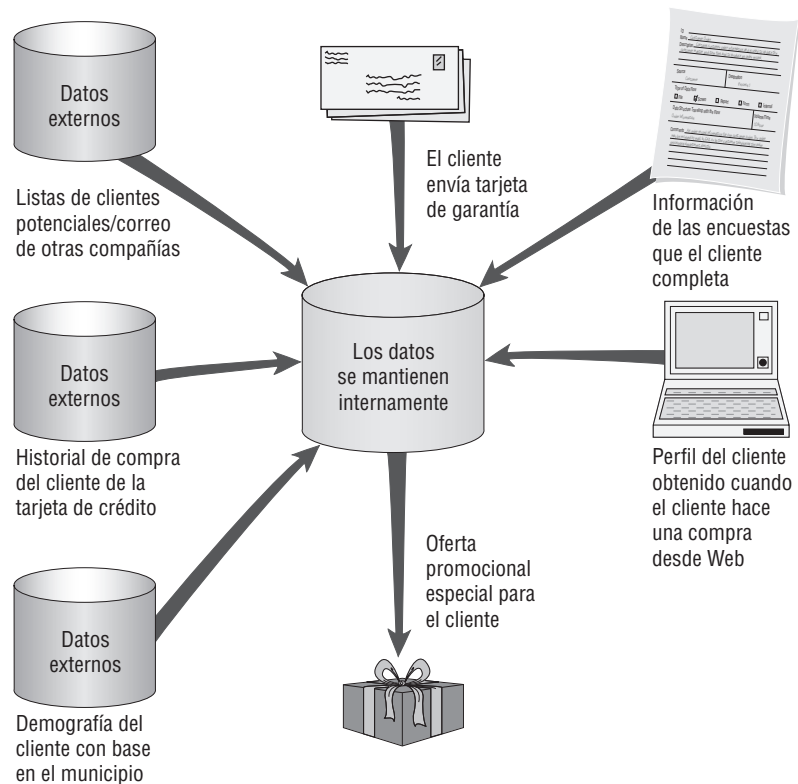 Datos
externos
Listas de clientes
potenciales/correo
de otras compañías
El cliente
envía tarjeta
de garantía
Información
de las encuestas
que el cliente
completa
Datos
externos
Historial de compra
del cliente de la
tarjeta de crédito
Los datos
se mantienen
internamente
Perfil del cliente
obtenido cuando
el cliente hace
una compra
desde Web
Oferta
promocional
especial para
el cliente
Datos
externos
Demografía del
cliente con base
en el municipio